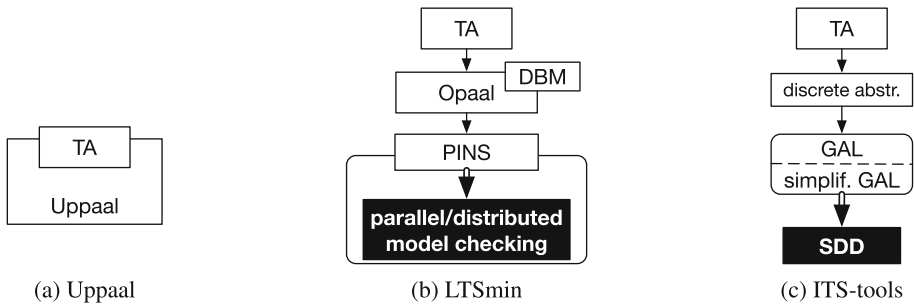 TA
Uppaal
(a) Uppaal
TA
DBM
Opaal
PINS
parallel/distributed
model checking
(b) LTSmin
TA
discrete abstr.
GAL
simplif. GAL
SDD
(c) ITS-tools